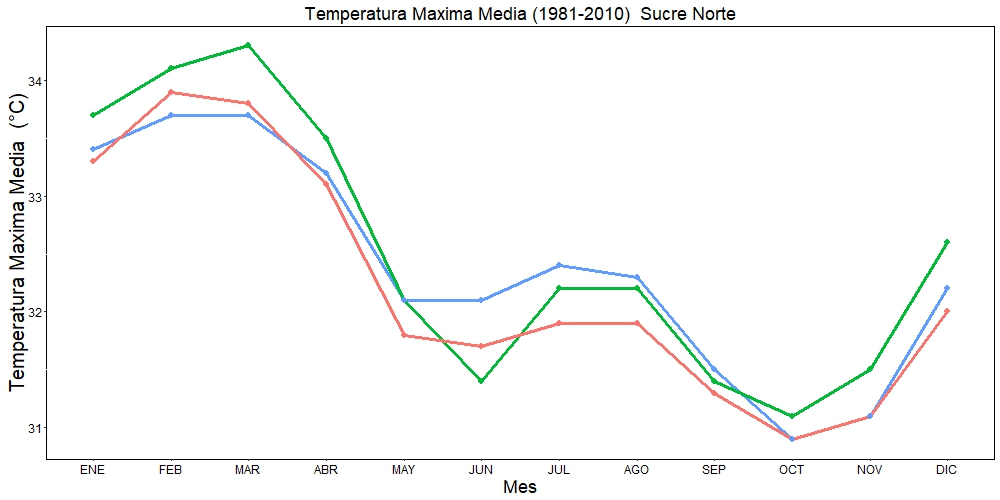 Temperatura Maxima Media (1981-2010)  Sucre Norte
Temperatura Maxima Media  (°C)
34
33
32
31
ENE FEB MAR ABR MAY JUN JUL AGO SEP OCT NOV DIC
Mes